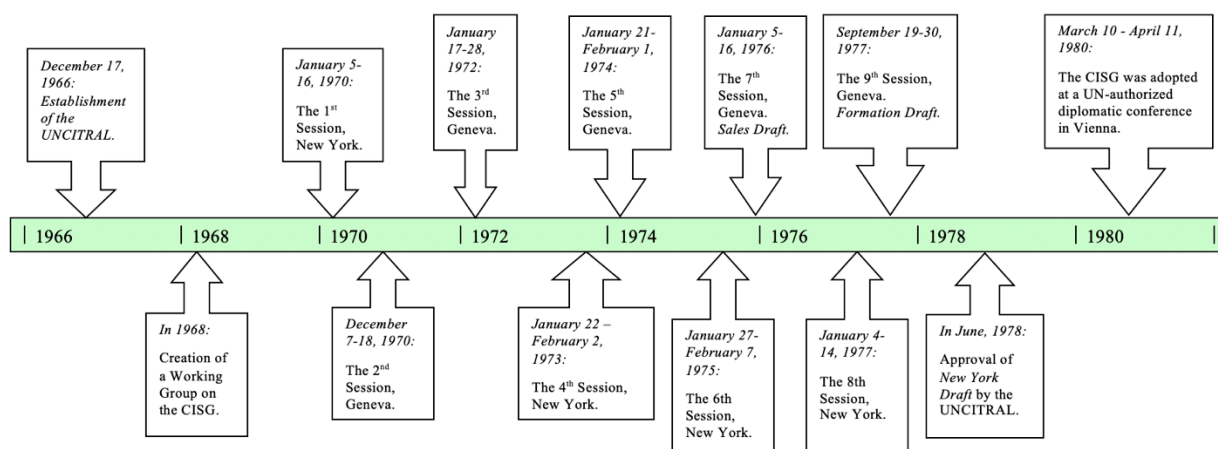 December 17,
1966:
Establishment
of the
UNCITRAL.
January 5-
16, 1970:
The 1st
Session,
New York.
January
17-28,
1972:
The 3rd
Session,
Geneva.
January 21-
February 1,
1974:
The 5th
Session,
Geneva.
January 5-
16, 1976:
The 7th
Session,
Geneva.
Sales Draft.
September 19-30,
1977:
The 9th Session,
Geneva.
Formation Draft.
March 10 - April 11,
1980:
The CISG was adopted
at a UN-authorized
diplomatic conference
in Vienna.
1966
1968
1970
1972
1974
1976
1978
1980
In 1968:
Creation of
a Working
Group on
the CISG.
December
7-18, 1970:
The 2nd
Session,
Geneva.
January 22 –
February 2,
1973:
The 4th Session,
New York.
January 27-
February 7,
1975:
The 6th
Session,
New York.
January 4-
14, 1977:
The 8th
Session,
New York.
In June, 1978:
Approval of
New York
Draft by the
UNCITRAL.